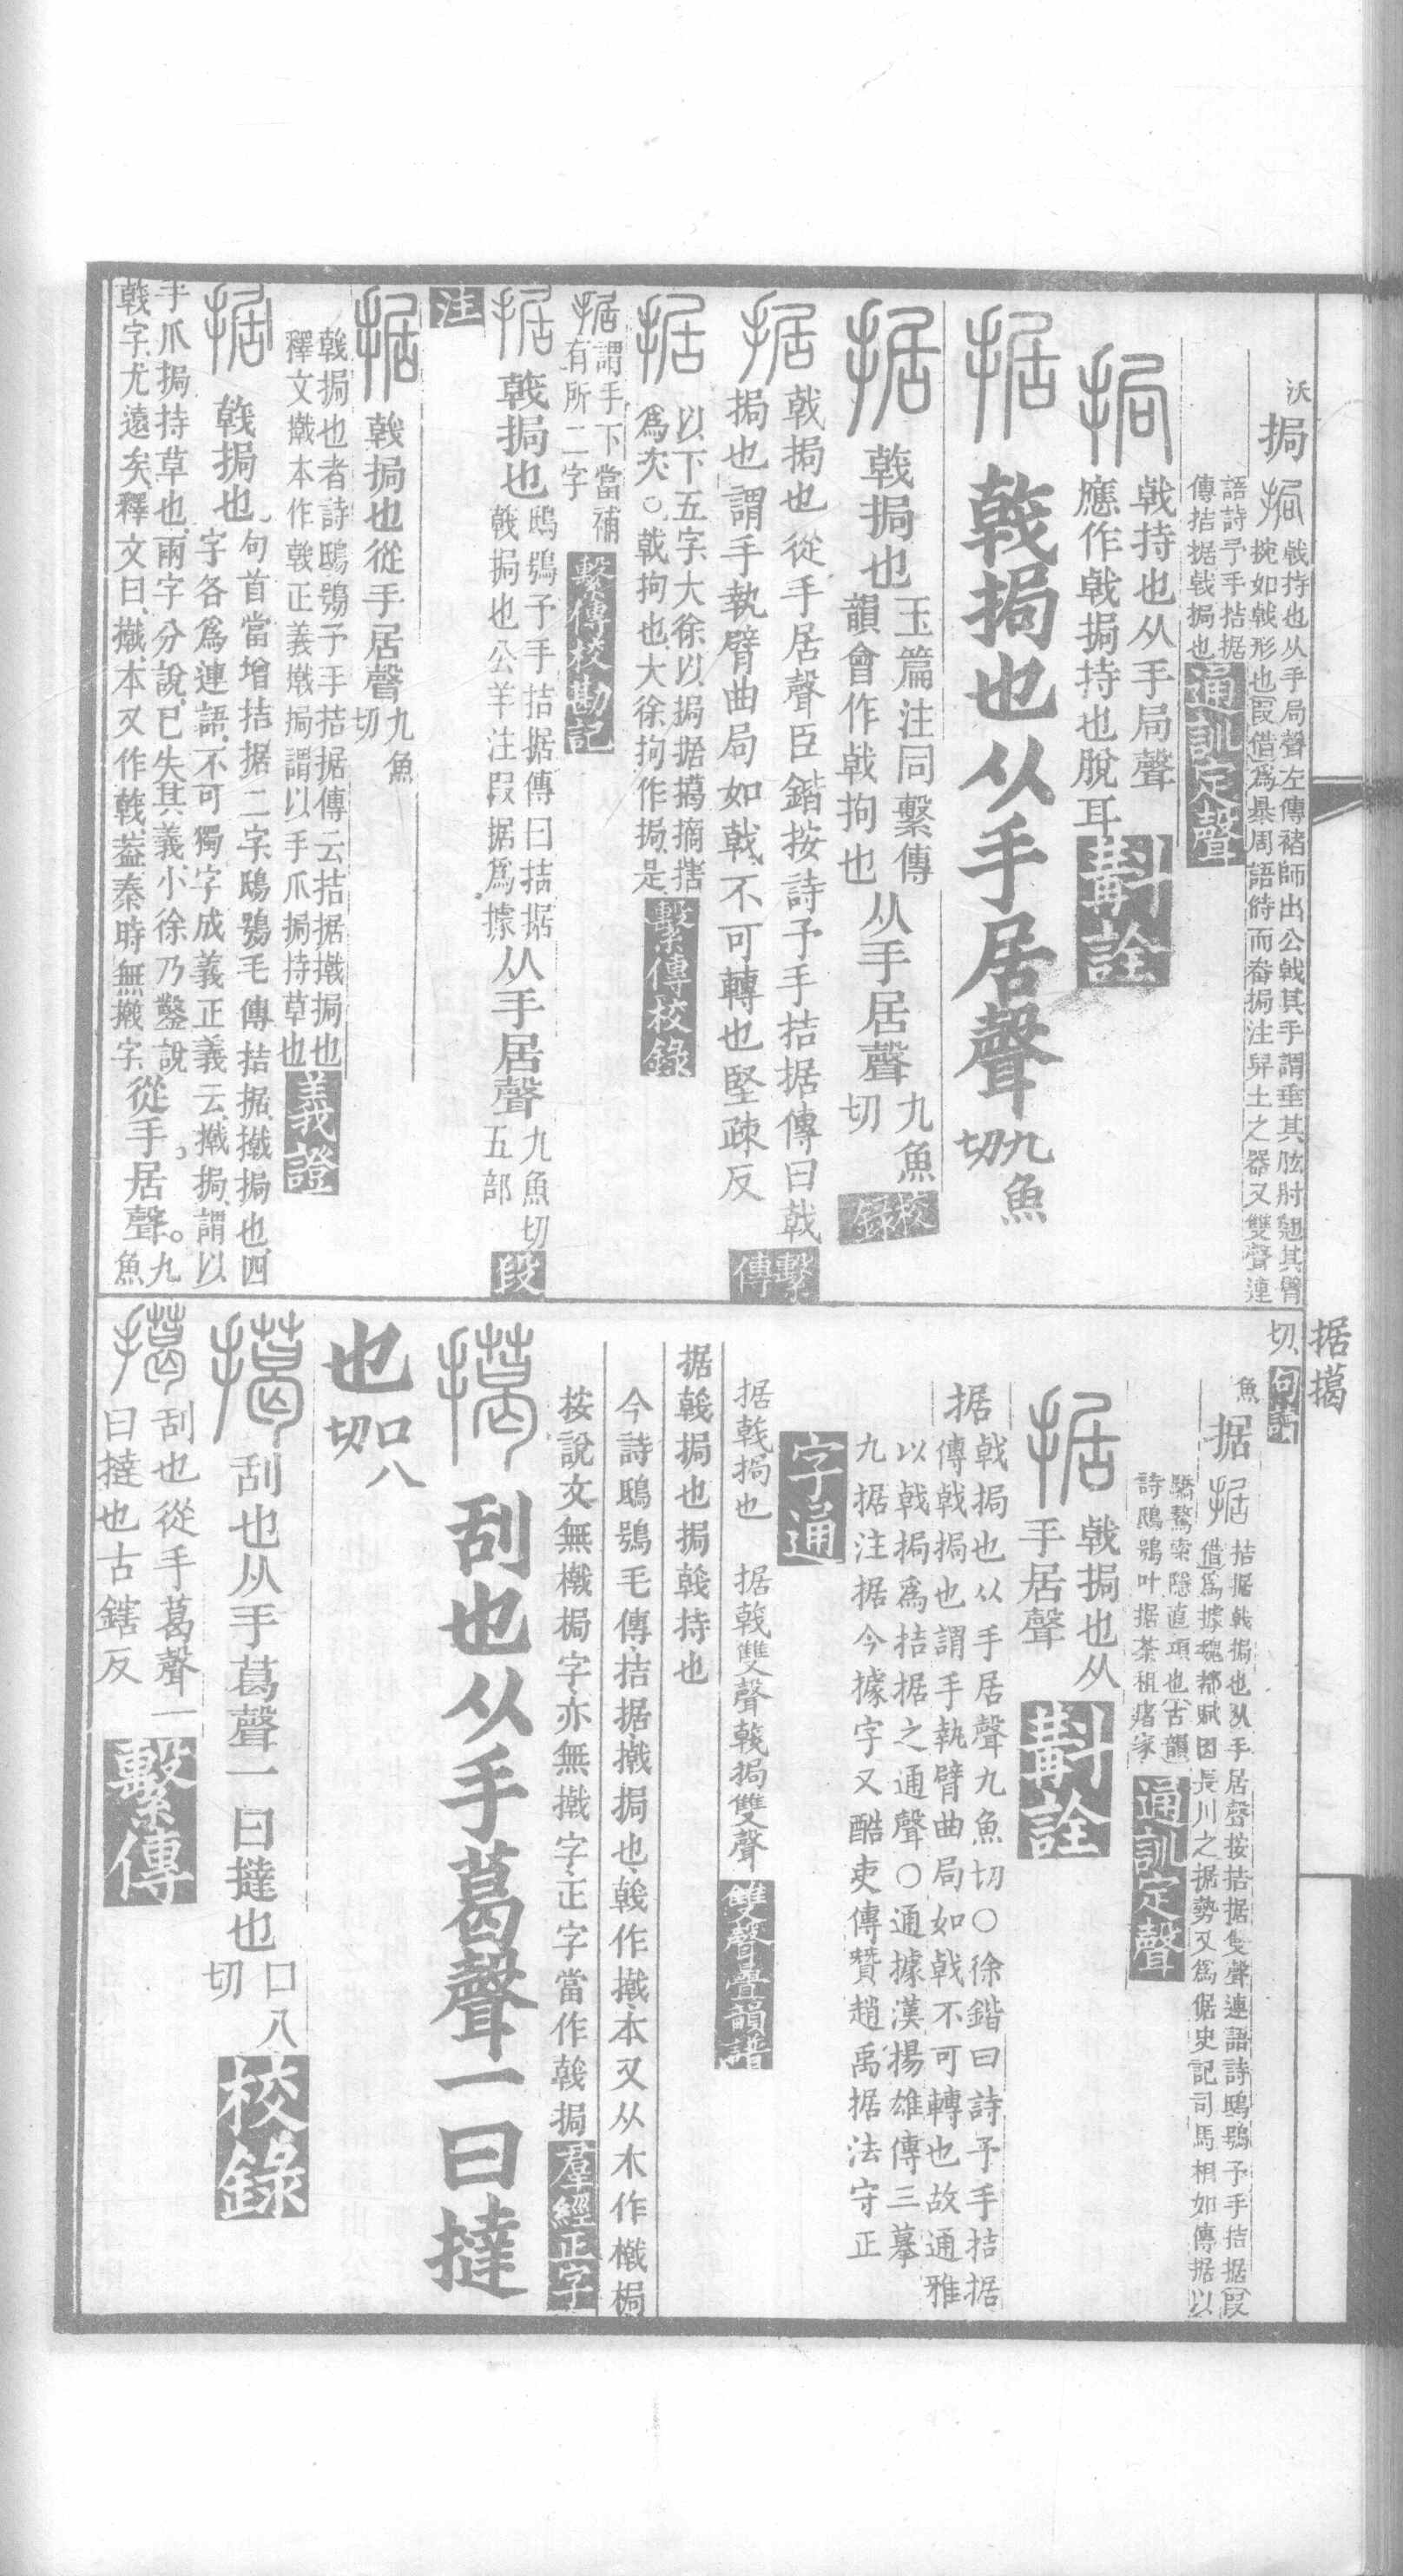 据擖
沃
挶
挶
戟持也从手局聲左傳褚師出公戟其手謂垂其肱肘翹其臂
捥如戟形也叚借爲暴周語偫而畚挶注舁土之器又雙聲連
語詩予手拮据
傳拮据戟挶也
通訓定聲
挶
戟持也从手局聲
應作戟挶持也脫耳
斠詮
据
戟挶也从手居聲
九魚
切
据
戟挶也
玉篇注同繫傳
韻會作戟拘也
从手居聲
九魚
切
校錄
据
戟挶也從手居聲臣鍇按詩予手拮据傳曰戟
挶也謂手執臂曲局如戟不可轉也堅疎反
繫傳
据
以下五字大徐以挶据擖摘搳
爲次○戟拘也大徐拘作挶是
繫傳校錄
据
謂手下當補
有所二字
繫傳校勘記
据
戟挶也
鴟鴞予手拮据傳曰拮据
戟挶也公羊注叚据爲據
从手居聲
九魚切
五部
段
注
据
戟挶也從手居聲
九魚
切
戟挶也者詩鴟鴞予手拮据傳云拮据撠挶也
釋文撠本作戟正義撠挶謂以手爪挶持草也
義證
据
戟挶也
句首當增拮据二字鴟鴞毛傳拮据撠挶也四
字各爲連語不可獨字成義正義云撠挶謂以
手爪挶持草也兩字分說已失其義小徐乃鑿說
戟字尤遠矣釋文曰撠本又作戟葢秦時無撠字
從手居聲
九
魚
切
句讀
魚
据
据
拮据戟挶也从手居聲按拮据雙聲連語詩鴟鴞予手拮据叚
借爲據魏都賦因長川之据勢又爲倨史記司馬相如傳据以
驕驁索隱直項也古韻
詩鴟鴞叶据荼租瘏家
通訓定聲
据
戟挶也从
手居聲
斠詮
据
戟挶也从手居聲九魚切○徐鍇曰詩予手拮据
傳戟挶也謂手執臂曲局如戟不可轉也故通雅
以戟挶爲拮据之通聲○通據漢揚雄傳三摹
九据注据今據字又酷吏傳贊趙禹据法守正
字通
据戟挶也　据戟雙聲戟挶雙聲
雙聲疊韻譜
据戟挶也挶戟持也
今詩鴟鴞毛傳拮据撠挶也戟作撠本又从木作橶梮
按說文無橶梮字亦無撠字正字當作戟挶
羣經正字
擖
刮也从手葛聲一曰撻
也
口八
切
擖
刮也从手葛聲一曰撻也
口八
切
校錄
擖
刮也從手葛聲一
曰撻也古鎋反
繫傳